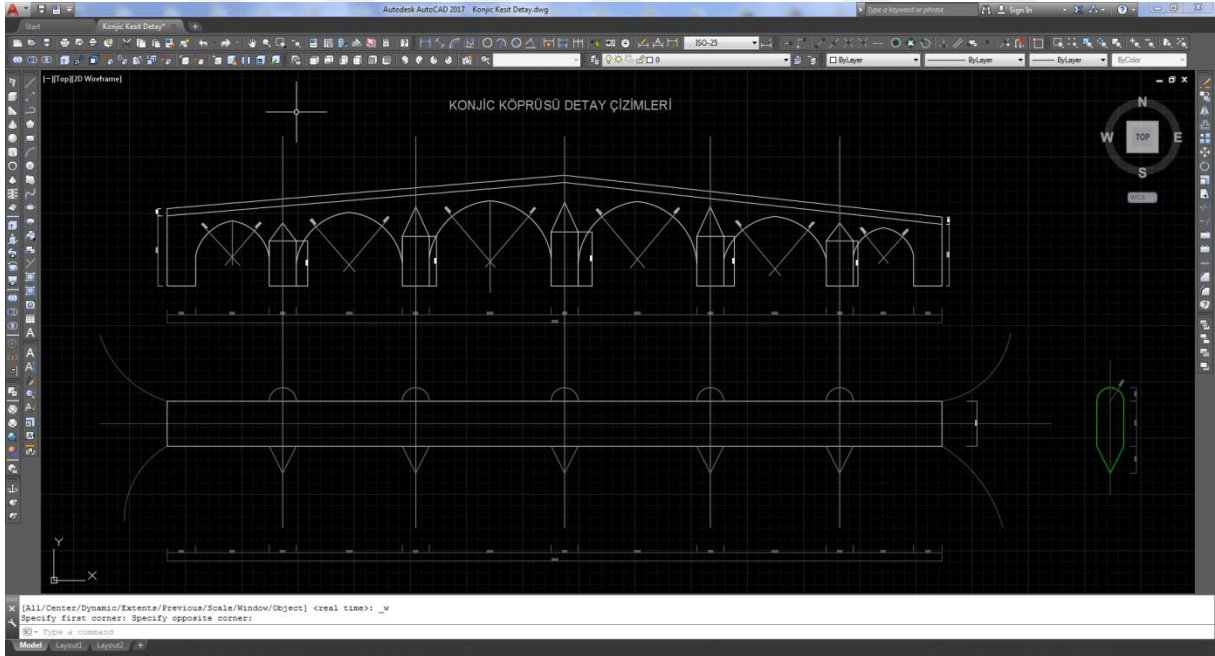 Autodesk AutoCAD 2017 Konjic Kesit Detay.dwg
Type a keyword or phrase
Sign In
Start
Konjic Kesit Detay*
ISO-25
0
ByLayer
ByLayer
ByLayer
ByColor
[−][Top][2D Wireframe]
KONJİC KÖPRÜSÜ DETAY ÇİZİMLERİ
N
W
TOP
E
S
WCS
Y
X
[All/Center/Dynamic/Extents/Previous/Scale/Window/Object] <real time>: _w
Specify first corner: Specify opposite corner:
Type a command
Model
Layout1
Layout2